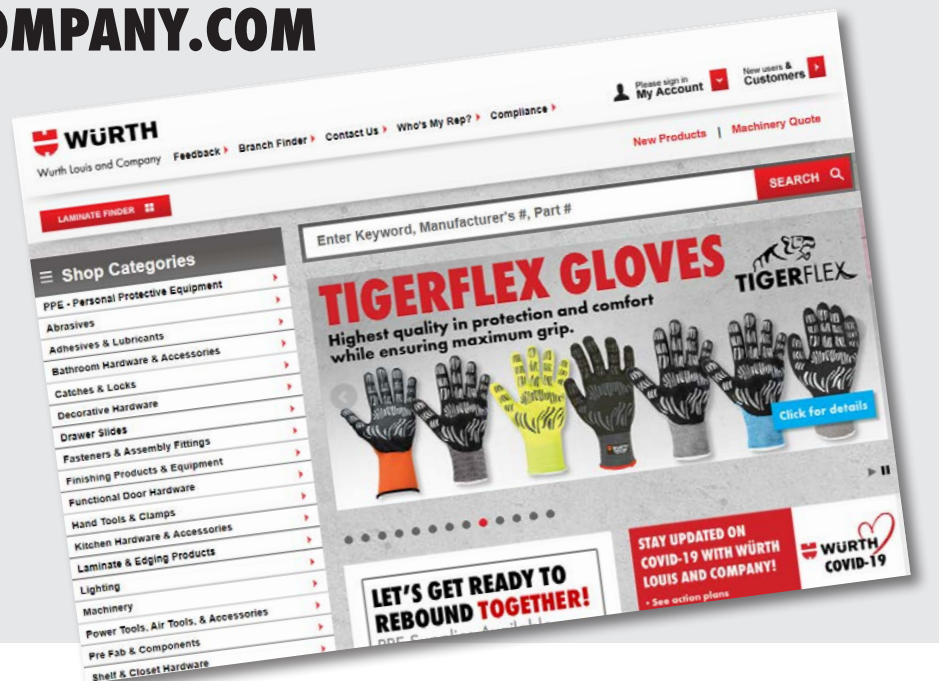 OMPANY.COM
WÜRTH
Wurth Louis and Company
Feedback
Branch Finder
Contact Us
Who's My Rep?
Compliance
Please sign in
My Account
New users &
Customers
New Products | Machinery Quote
LAMINATE FINDER
Enter Keyword, Manufacturer's #, Part #
SEARCH
Shop Categories
PPE - Personal Protective Equipment
Abrasives
Adhesives & Lubricants
Bathroom Hardware & Accessories
Catches & Locks
Decorative Hardware
Drawer Slides
Fasteners & Assembly Fittings
Finishing Products & Equipment
Functional Door Hardware
Hand Tools & Clamps
Kitchen Hardware & Accessories
Laminate & Edging Products
Lighting
Machinery
Power Tools, Air Tools, & Accessories
Pre Fab & Components
Shelf & Closet Hardware
TIGERFLEX GLOVES
Highest quality in protection and comfort
while ensuring maximum grip.
TIGERFLEX
Click for details
LET'S GET READY TO
REBOUND TOGETHER!
STAY UPDATED ON
COVID-19 WITH WÜRTH
LOUIS AND COMPANY!
• See action plans
WÜRTH
COVID-19